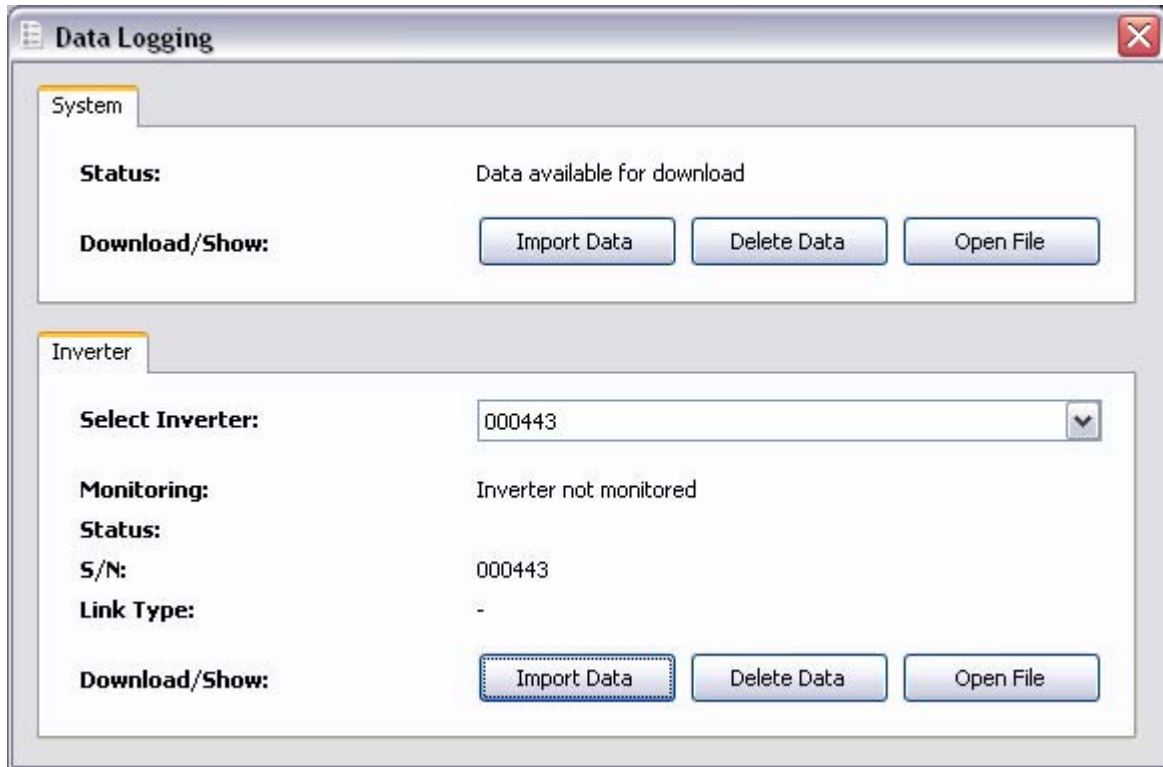 Data Logging
System
Status: Data available for download
Download/Show: Import Data Delete Data Open File
Inverter
Select Inverter: 000443
Monitoring: Inverter not monitored
Status:
S/N: 000443
Link Type: -
Download/Show: Import Data Delete Data Open File